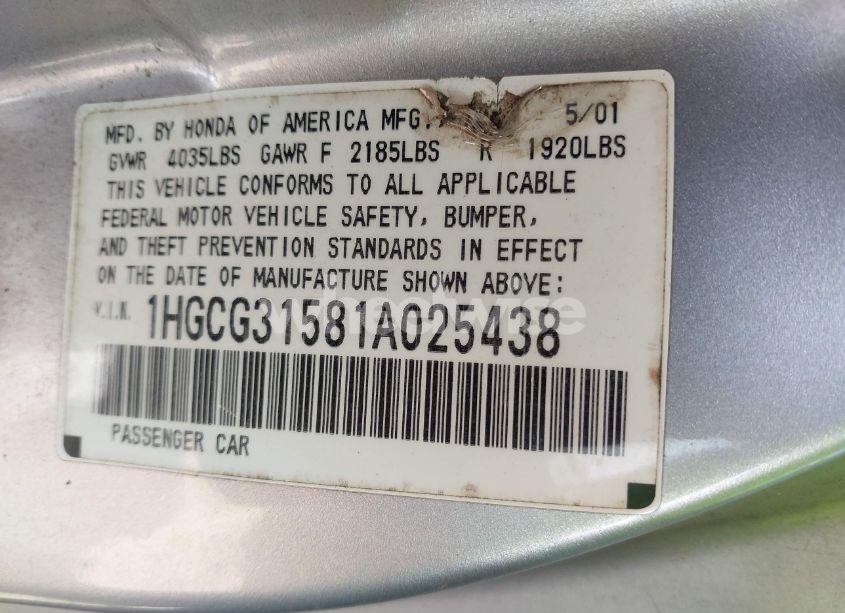 MFD. BY HONDA OF AMERICA MFG. 5/01
GVWR 4035LBS GAWR F 2185LBS R 1920LBS
THIS VEHICLE CONFORMS TO ALL APPLICABLE
FEDERAL MOTOR VEHICLE SAFETY, BUMPER,
AND THEFT PREVENTION STANDARDS IN EFFECT
ON THE DATE OF MANUFACTURE SHOWN ABOVE:
V.I.N. 1HGCG31581A025438
PASSENGER CAR